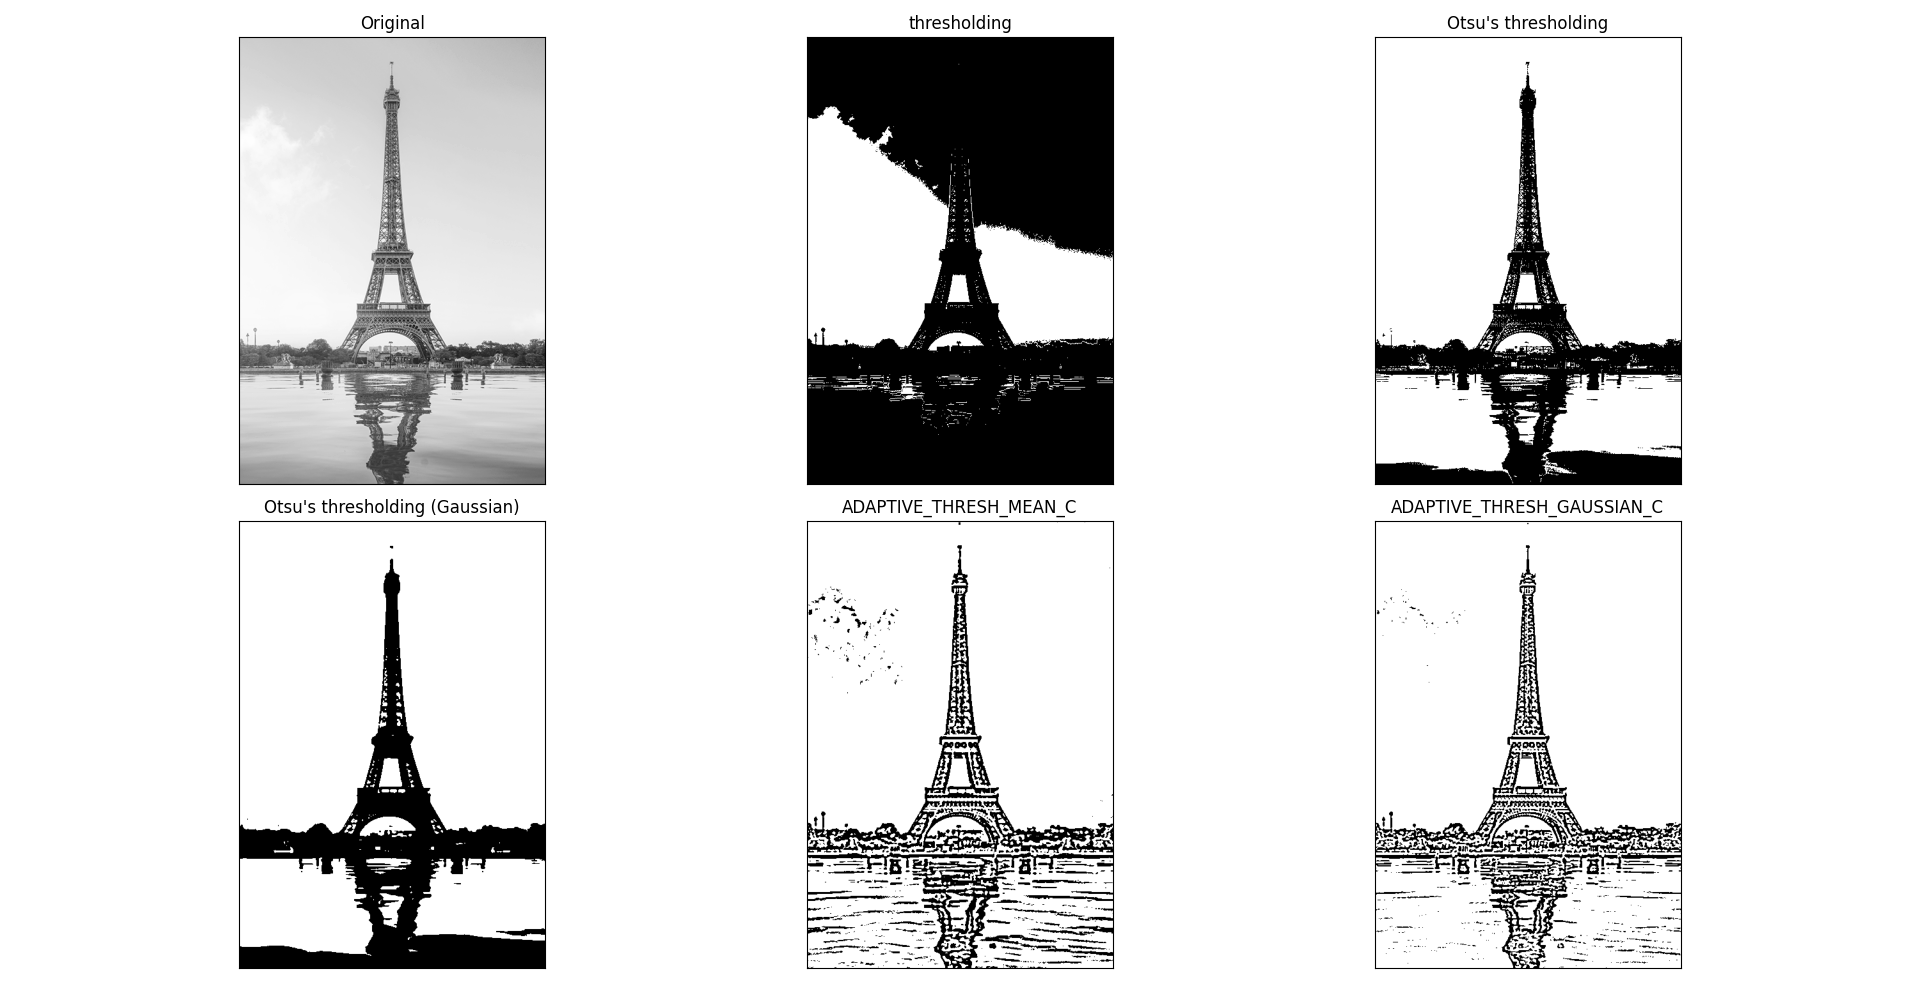 Original
thresholding
Otsu's thresholding
Otsu's thresholding (Gaussian)
ADAPTIVE_THRESH_MEAN_C
ADAPTIVE_THRESH_GAUSSIAN_C